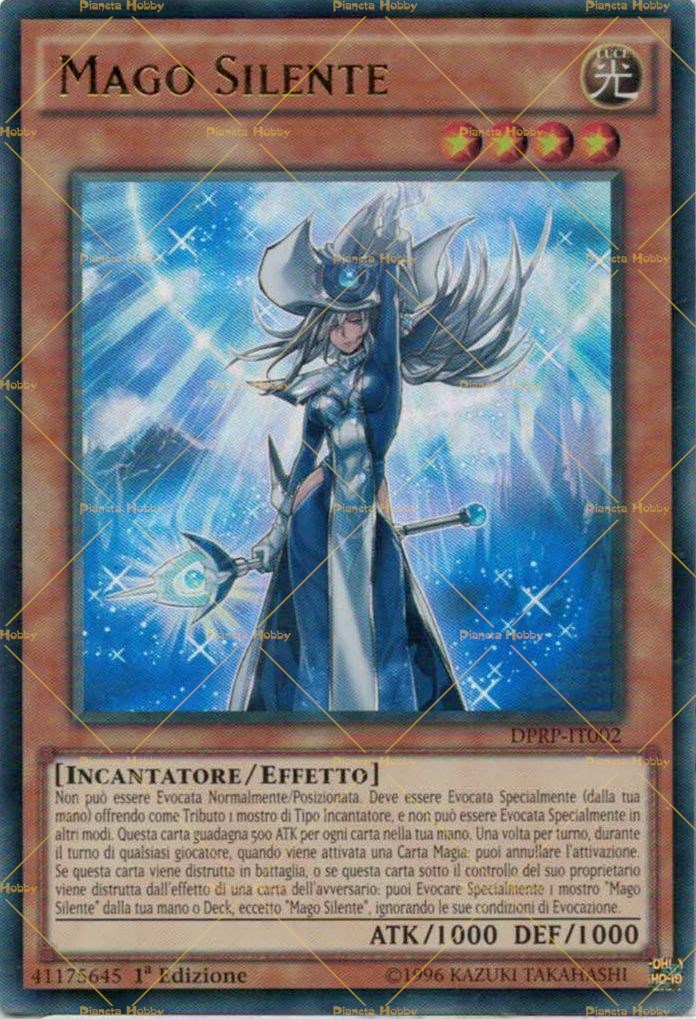 Mago Silente
LUCE
光
DPRP-IT002
[Incantatore/Effetto]
Non può essere Evocata Normalmente/Posizionata. Deve essere Evocata Specialmente (dalla tua
mano) offrendo come Tributo 1 mostro di Tipo Incantatore, e non può essere Evocata Specialmente in
altri modi. Questa carta guadagna 500 ATK per ogni carta nella tua mano. Una volta per turno, durante
il turno di qualsiasi giocatore, quando viene attivata una Carta Magia: puoi annullare l'attivazione.
Se questa carta viene distrutta in battaglia, o se questa carta sotto il controllo del suo proprietario
viene distrutta dall'effetto di una carta dell'avversario: puoi Evocare Specialmente 1 mostro "Mago
Silente" dalla tua mano o Deck, eccetto "Mago Silente", ignorando le sue condizioni di Evocazione.
ATK/1000 DEF/1000
41175645 1ª Edizione
©1996 KAZUKI TAKAHASHI
Pianeta Hobby